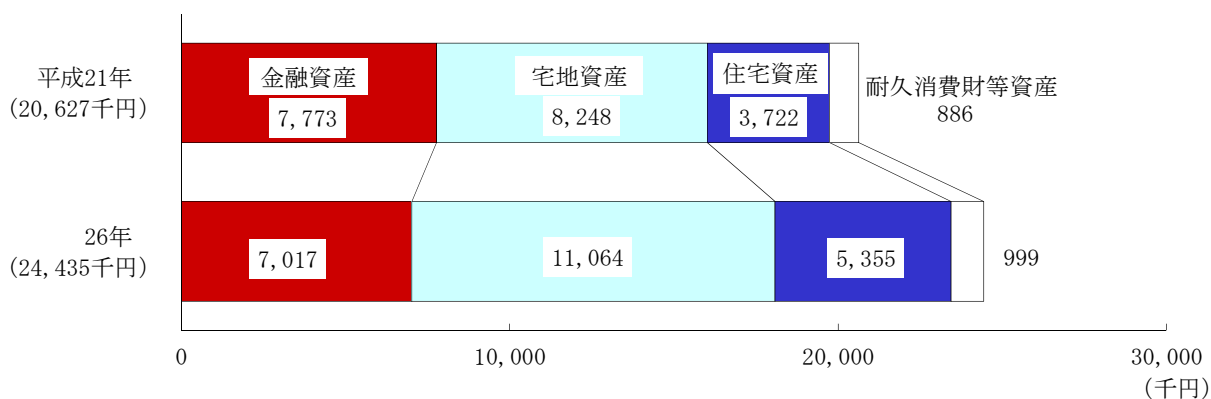 平成21年
(20,627千円)
金融資産
7,773
宅地資産
8,248
住宅資産
3,722
耐久消費財等資産
886
26年
(24,435千円)
7,017
11,064
5,355
999
0
10,000
20,000
30,000
(千円)